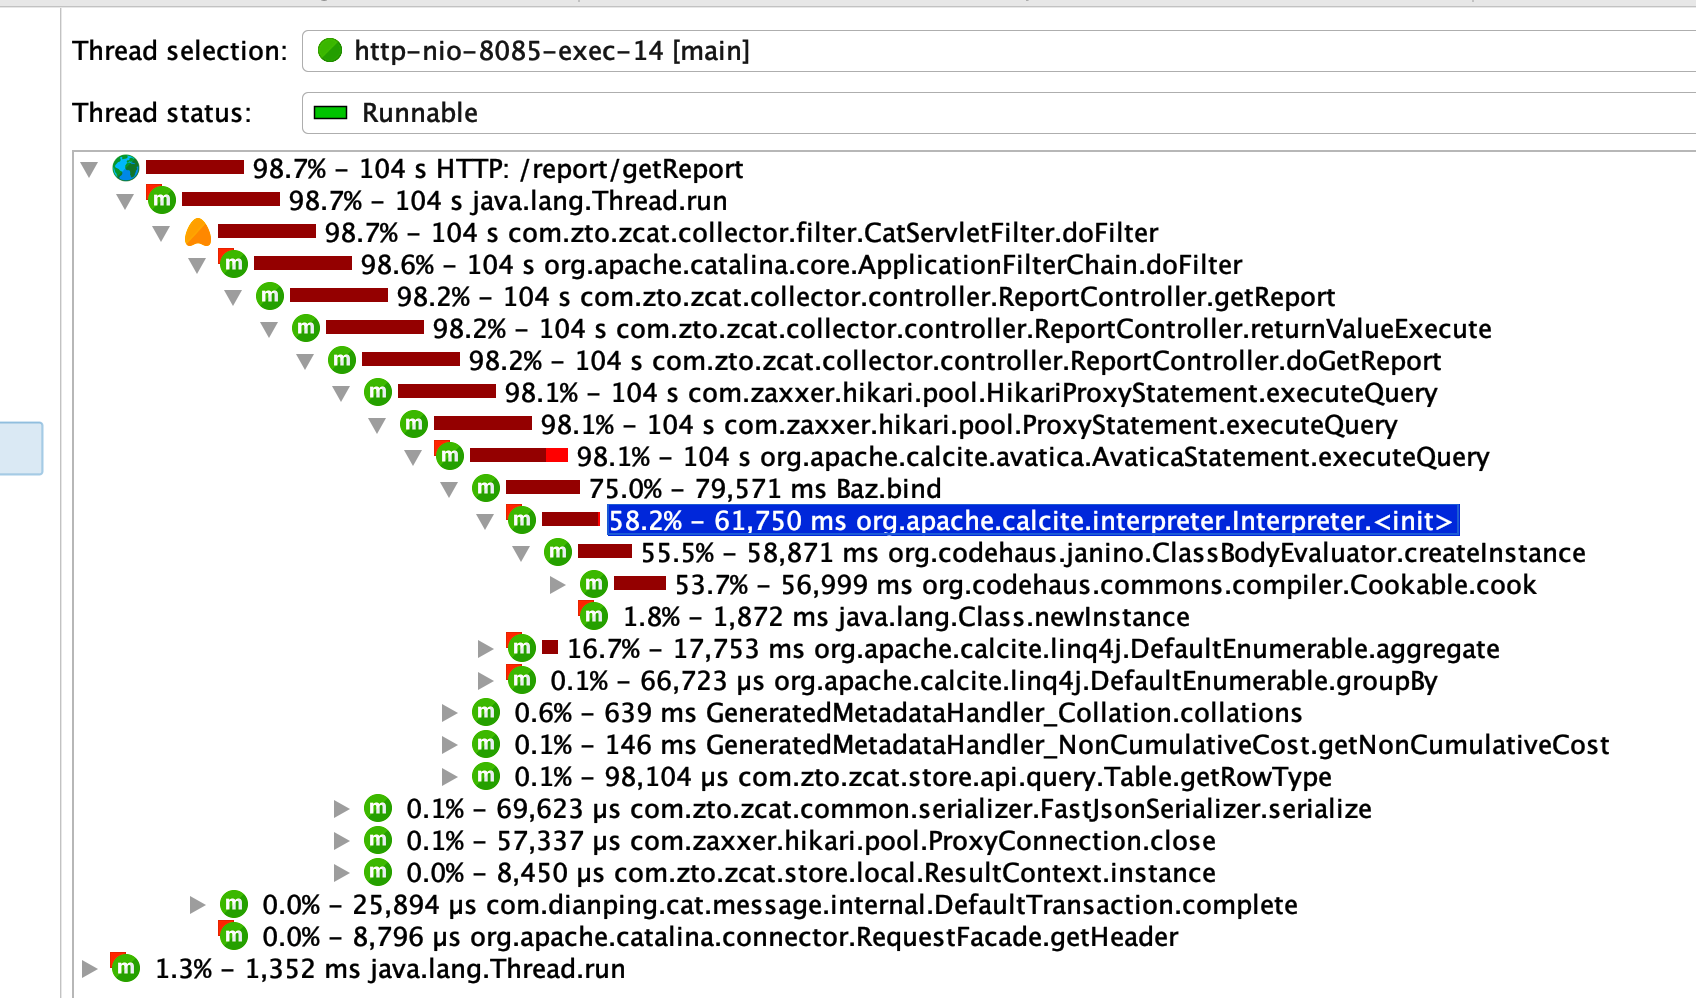 Thread selection: http-nio-8085-exec-14 [main]
Thread status: Runnable
98.7% – 104 s HTTP: /report/getReport
m 98.7% – 104 s java.lang.Thread.run
98.7% – 104 s com.zto.zcat.collector.filter.CatServletFilter.doFilter
m 98.6% – 104 s org.apache.catalina.core.ApplicationFilterChain.doFilter
m 98.2% – 104 s com.zto.zcat.collector.controller.ReportController.getReport
m 98.2% – 104 s com.zto.zcat.collector.controller.ReportController.returnValueExecute
m 98.2% – 104 s com.zto.zcat.collector.controller.ReportController.doGetReport
m 98.1% – 104 s com.zaxxer.hikari.pool.HikariProxyStatement.executeQuery
m 98.1% – 104 s com.zaxxer.hikari.pool.ProxyStatement.executeQuery
m 98.1% – 104 s org.apache.calcite.avatica.AvaticaStatement.executeQuery
m 75.0% – 79,571 ms Baz.bind
m 58.2% – 61,750 ms org.apache.calcite.interpreter.Interpreter.<init>
m 55.5% – 58,871 ms org.codehaus.janino.ClassBodyEvaluator.createInstance
m 53.7% – 56,999 ms org.codehaus.commons.compiler.Cookable.cook
m 1.8% – 1,872 ms java.lang.Class.newInstance
m 16.7% – 17,753 ms org.apache.calcite.linq4j.DefaultEnumerable.aggregate
m 0.1% – 66,723 µs org.apache.calcite.linq4j.DefaultEnumerable.groupBy
m 0.6% – 639 ms GeneratedMetadataHandler_Collation.collations
m 0.1% – 146 ms GeneratedMetadataHandler_NonCumulativeCost.getNonCumulativeCost
m 0.1% – 98,104 µs com.zto.zcat.store.api.query.Table.getRowType
m 0.1% – 69,623 µs com.zto.zcat.common.serializer.FastJsonSerializer.serialize
m 0.1% – 57,337 µs com.zaxxer.hikari.pool.ProxyConnection.close
m 0.0% – 8,450 µs com.zto.zcat.store.local.ResultContext.instance
m 0.0% – 25,894 µs com.dianping.cat.message.internal.DefaultTransaction.complete
m 0.0% – 8,796 µs org.apache.catalina.connector.RequestFacade.getHeader
m 1.3% – 1,352 ms java.lang.Thread.run